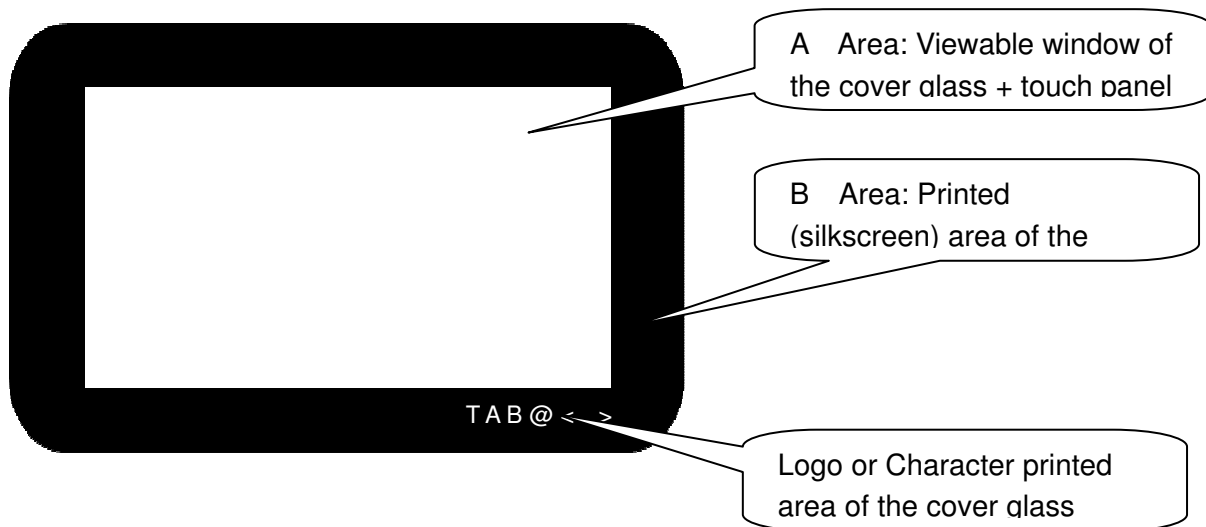 A Area: Viewable window of
the cover glass + touch panel
B Area: Printed
(silkscreen) area of the
TAB@< >
Logo or Character printed
area of the cover glass